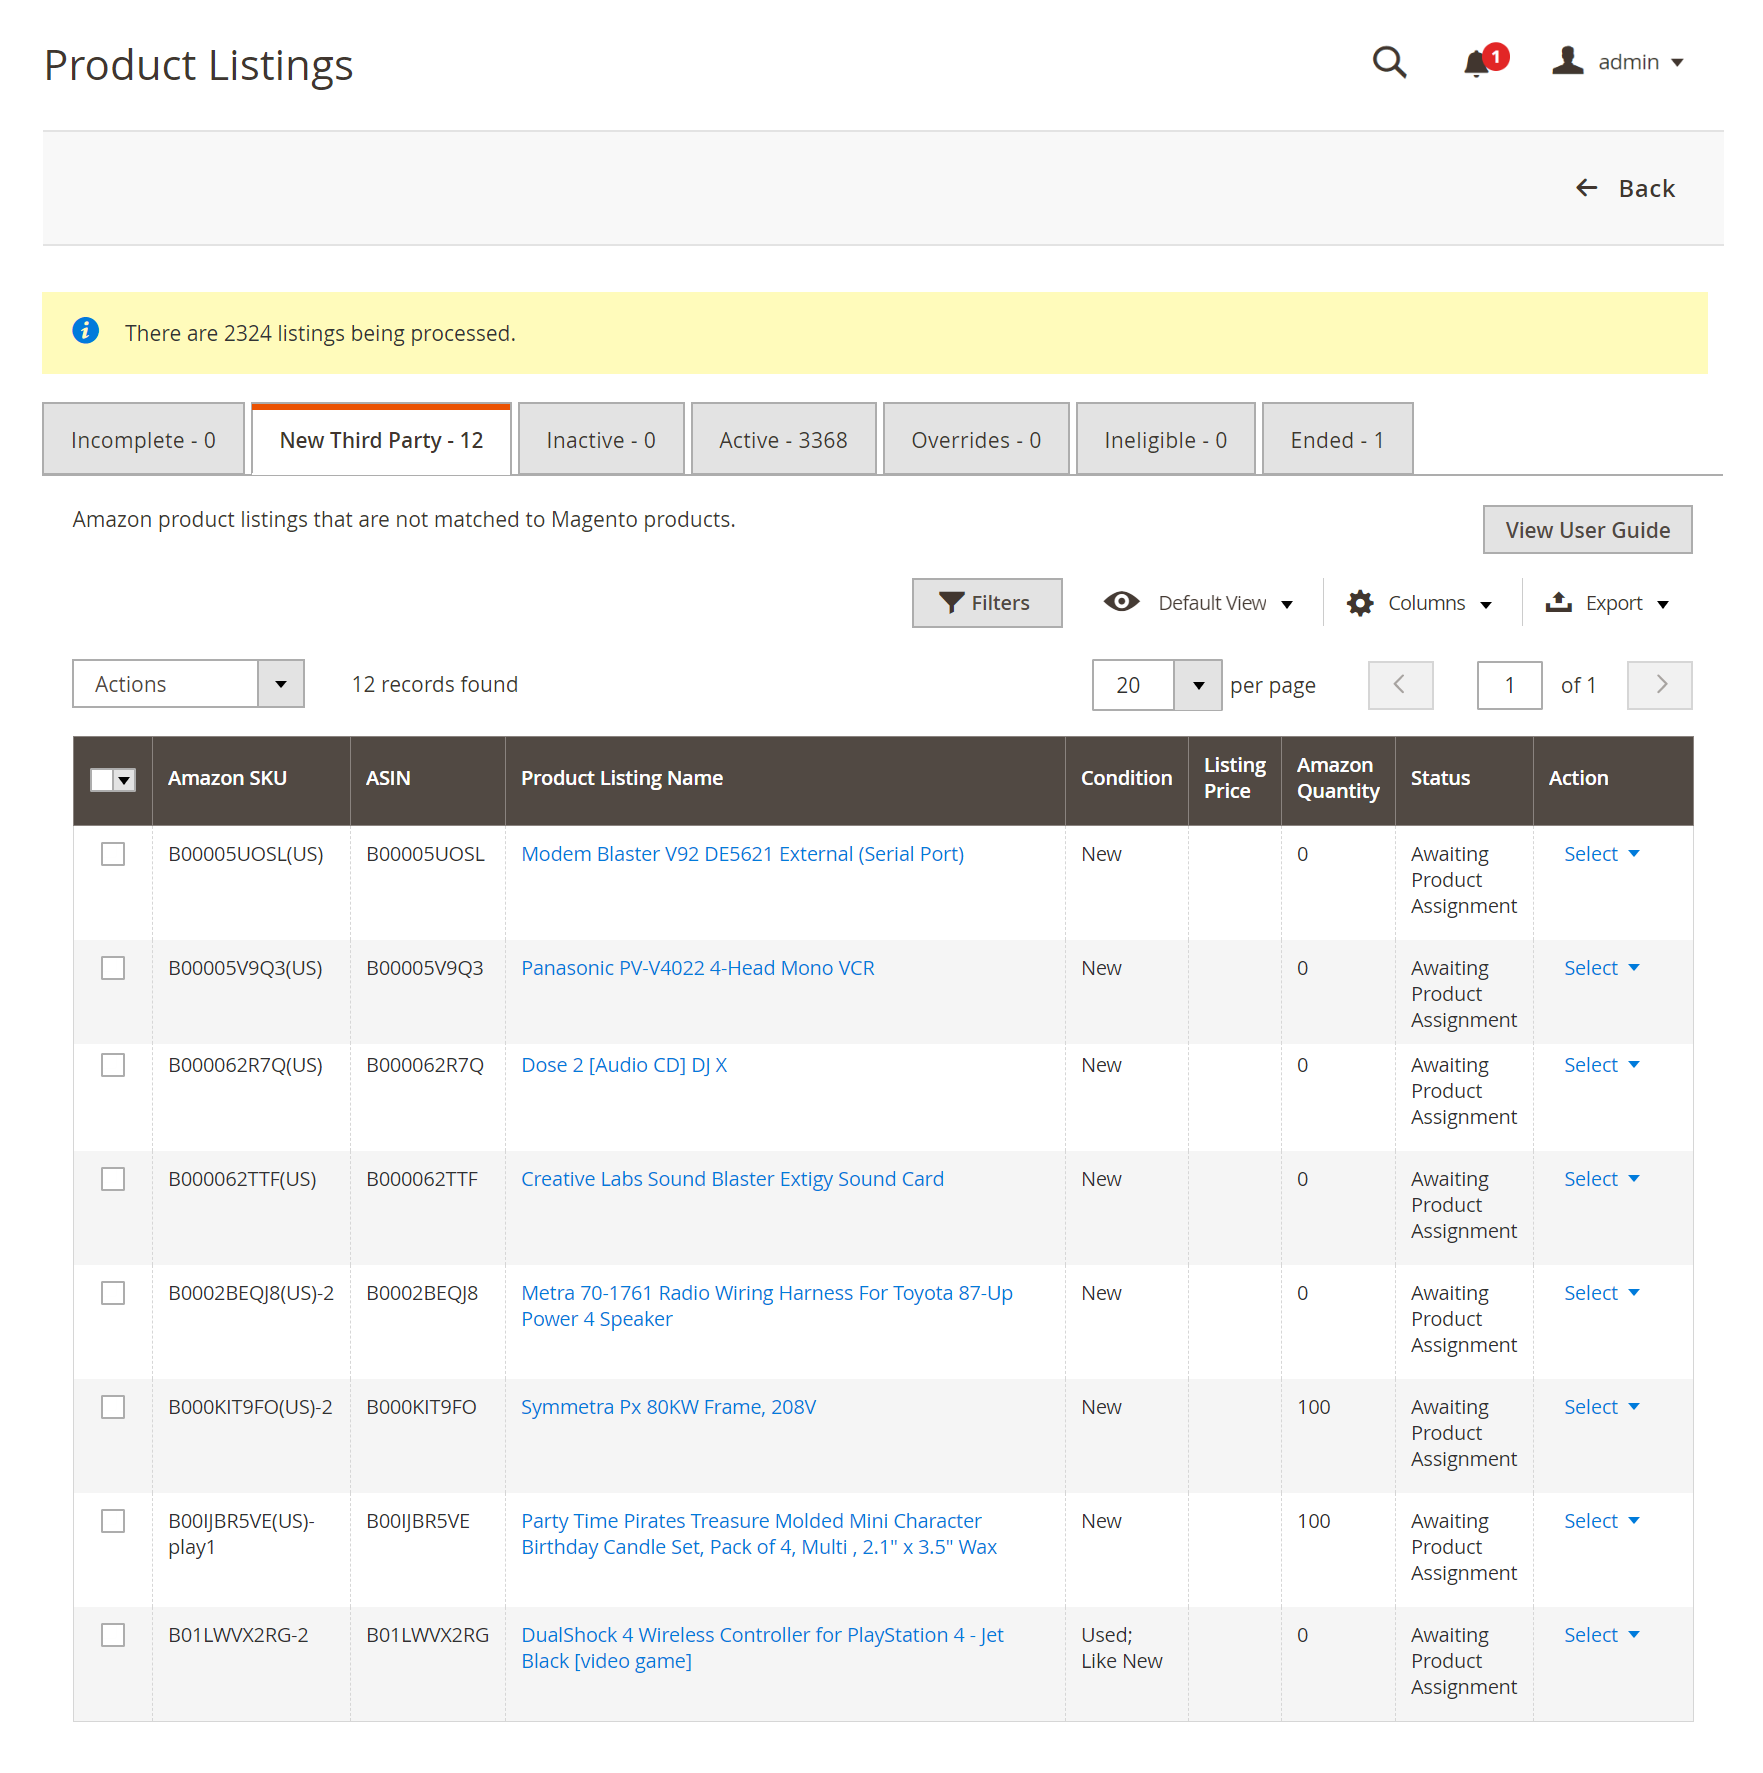 Product Listings
1
admin
Back
There are 2324 listings being processed.
Incomplete - 0
New Third Party - 12
Inactive - 0
Active - 3368
Overrides - 0
Ineligible - 0
Ended - 1
Amazon product listings that are not matched to Magento products.
View User Guide
Filters
Default View
Columns
Export
Actions
12 records found
20
per page
1
of 1
Amazon SKU
ASIN
Product Listing Name
Condition
Listing
Price
Amazon
Quantity
Status
Action
B00005UOSL(US)
B00005UOSL
Modem Blaster V92 DE5621 External (Serial Port)
New
0
Awaiting
Product
Assignment
Select
B00005V9Q3(US)
B00005V9Q3
Panasonic PV-V4022 4-Head Mono VCR
New
0
Awaiting
Product
Assignment
Select
B000062R7Q(US)
B000062R7Q
Dose 2 [Audio CD] DJ X
New
0
Awaiting
Product
Assignment
Select
B000062TTF(US)
B000062TTF
Creative Labs Sound Blaster Extigy Sound Card
New
0
Awaiting
Product
Assignment
Select
B0002BEQJ8(US)-2
B0002BEQJ8
Metra 70-1761 Radio Wiring Harness For Toyota 87-Up
Power 4 Speaker
New
0
Awaiting
Product
Assignment
Select
B000KIT9FO(US)-2
B000KIT9FO
Symmetra Px 80KW Frame, 208V
New
100
Awaiting
Product
Assignment
Select
B00IJBR5VE(US)-
play1
B00IJBR5VE
Party Time Pirates Treasure Molded Mini Character
Birthday Candle Set, Pack of 4, Multi , 2.1" x 3.5" Wax
New
100
Awaiting
Product
Assignment
Select
B01LWVX2RG-2
B01LWVX2RG
DualShock 4 Wireless Controller for PlayStation 4 - Jet
Black [video game]
Used;
Like New
0
Awaiting
Product
Assignment
Select